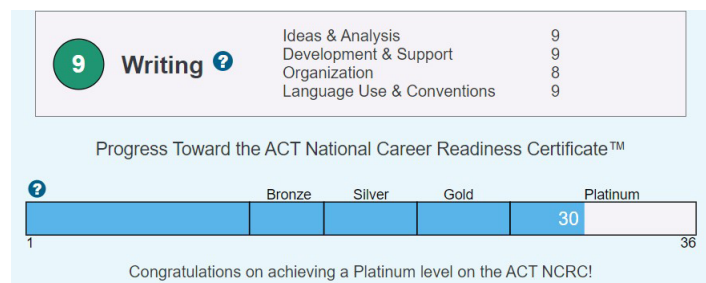 9 Writing ?
Ideas & Analysis 9
Development & Support 9
Organization 8
Language Use & Conventions 9
Progress Toward the ACT National Career Readiness Certificate™
?
Bronze Silver Gold Platinum
30
1 36
Congratulations on achieving a Platinum level on the ACT NCRC!